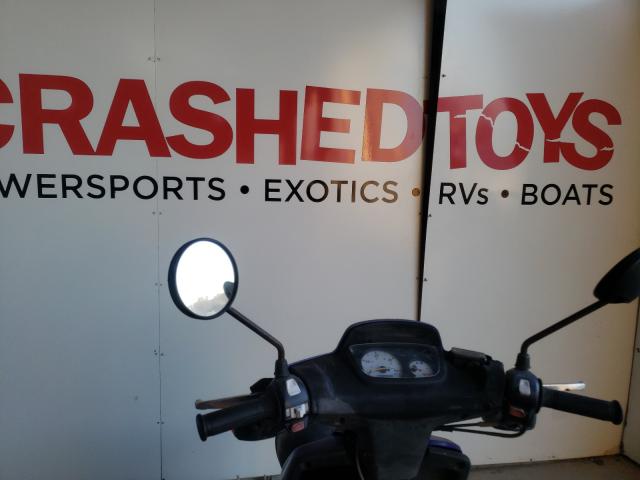 CRASHEDTOYS
WERSPORTS • EXOTICS • RVs • BOATS